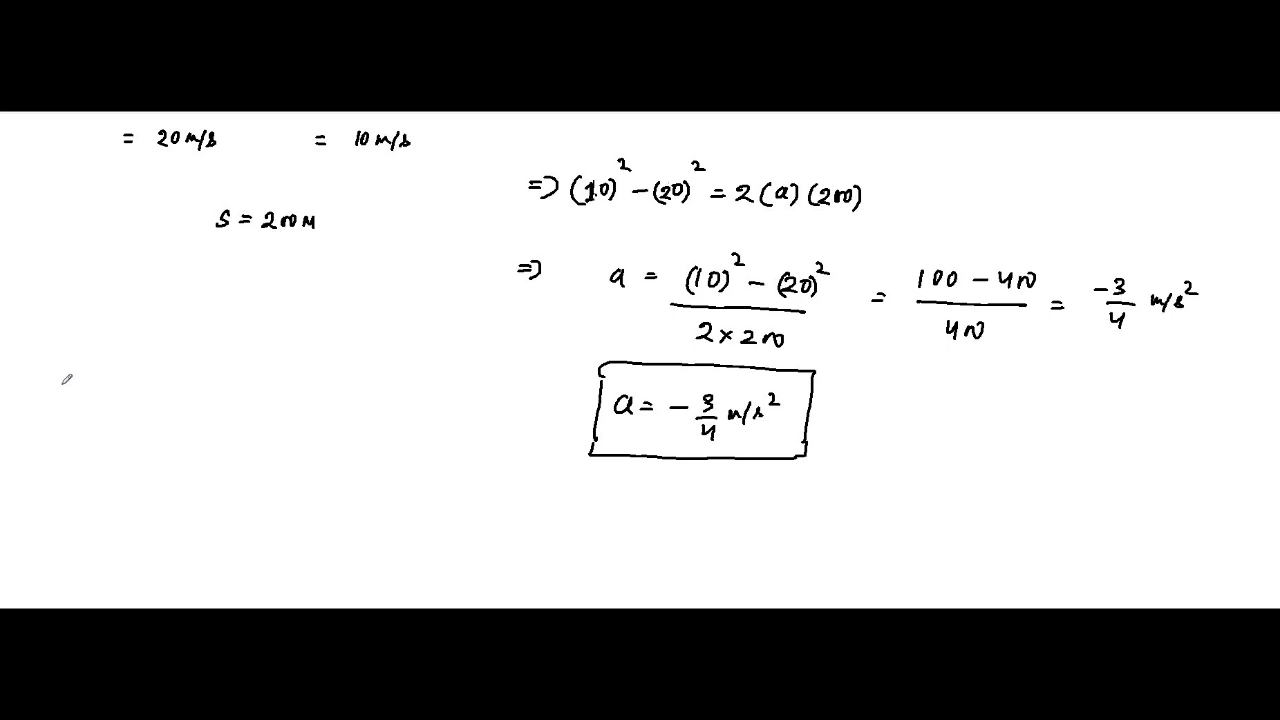 = 20 m/s = 10 m/s
=> (10)² - (20)² = 2 (a) (200)
S = 200 m
=> a = (10)² - (20)² / 2 × 200 = 100 - 400 / 400 = -3/4 m/s²
a = - 3/4 m/s²